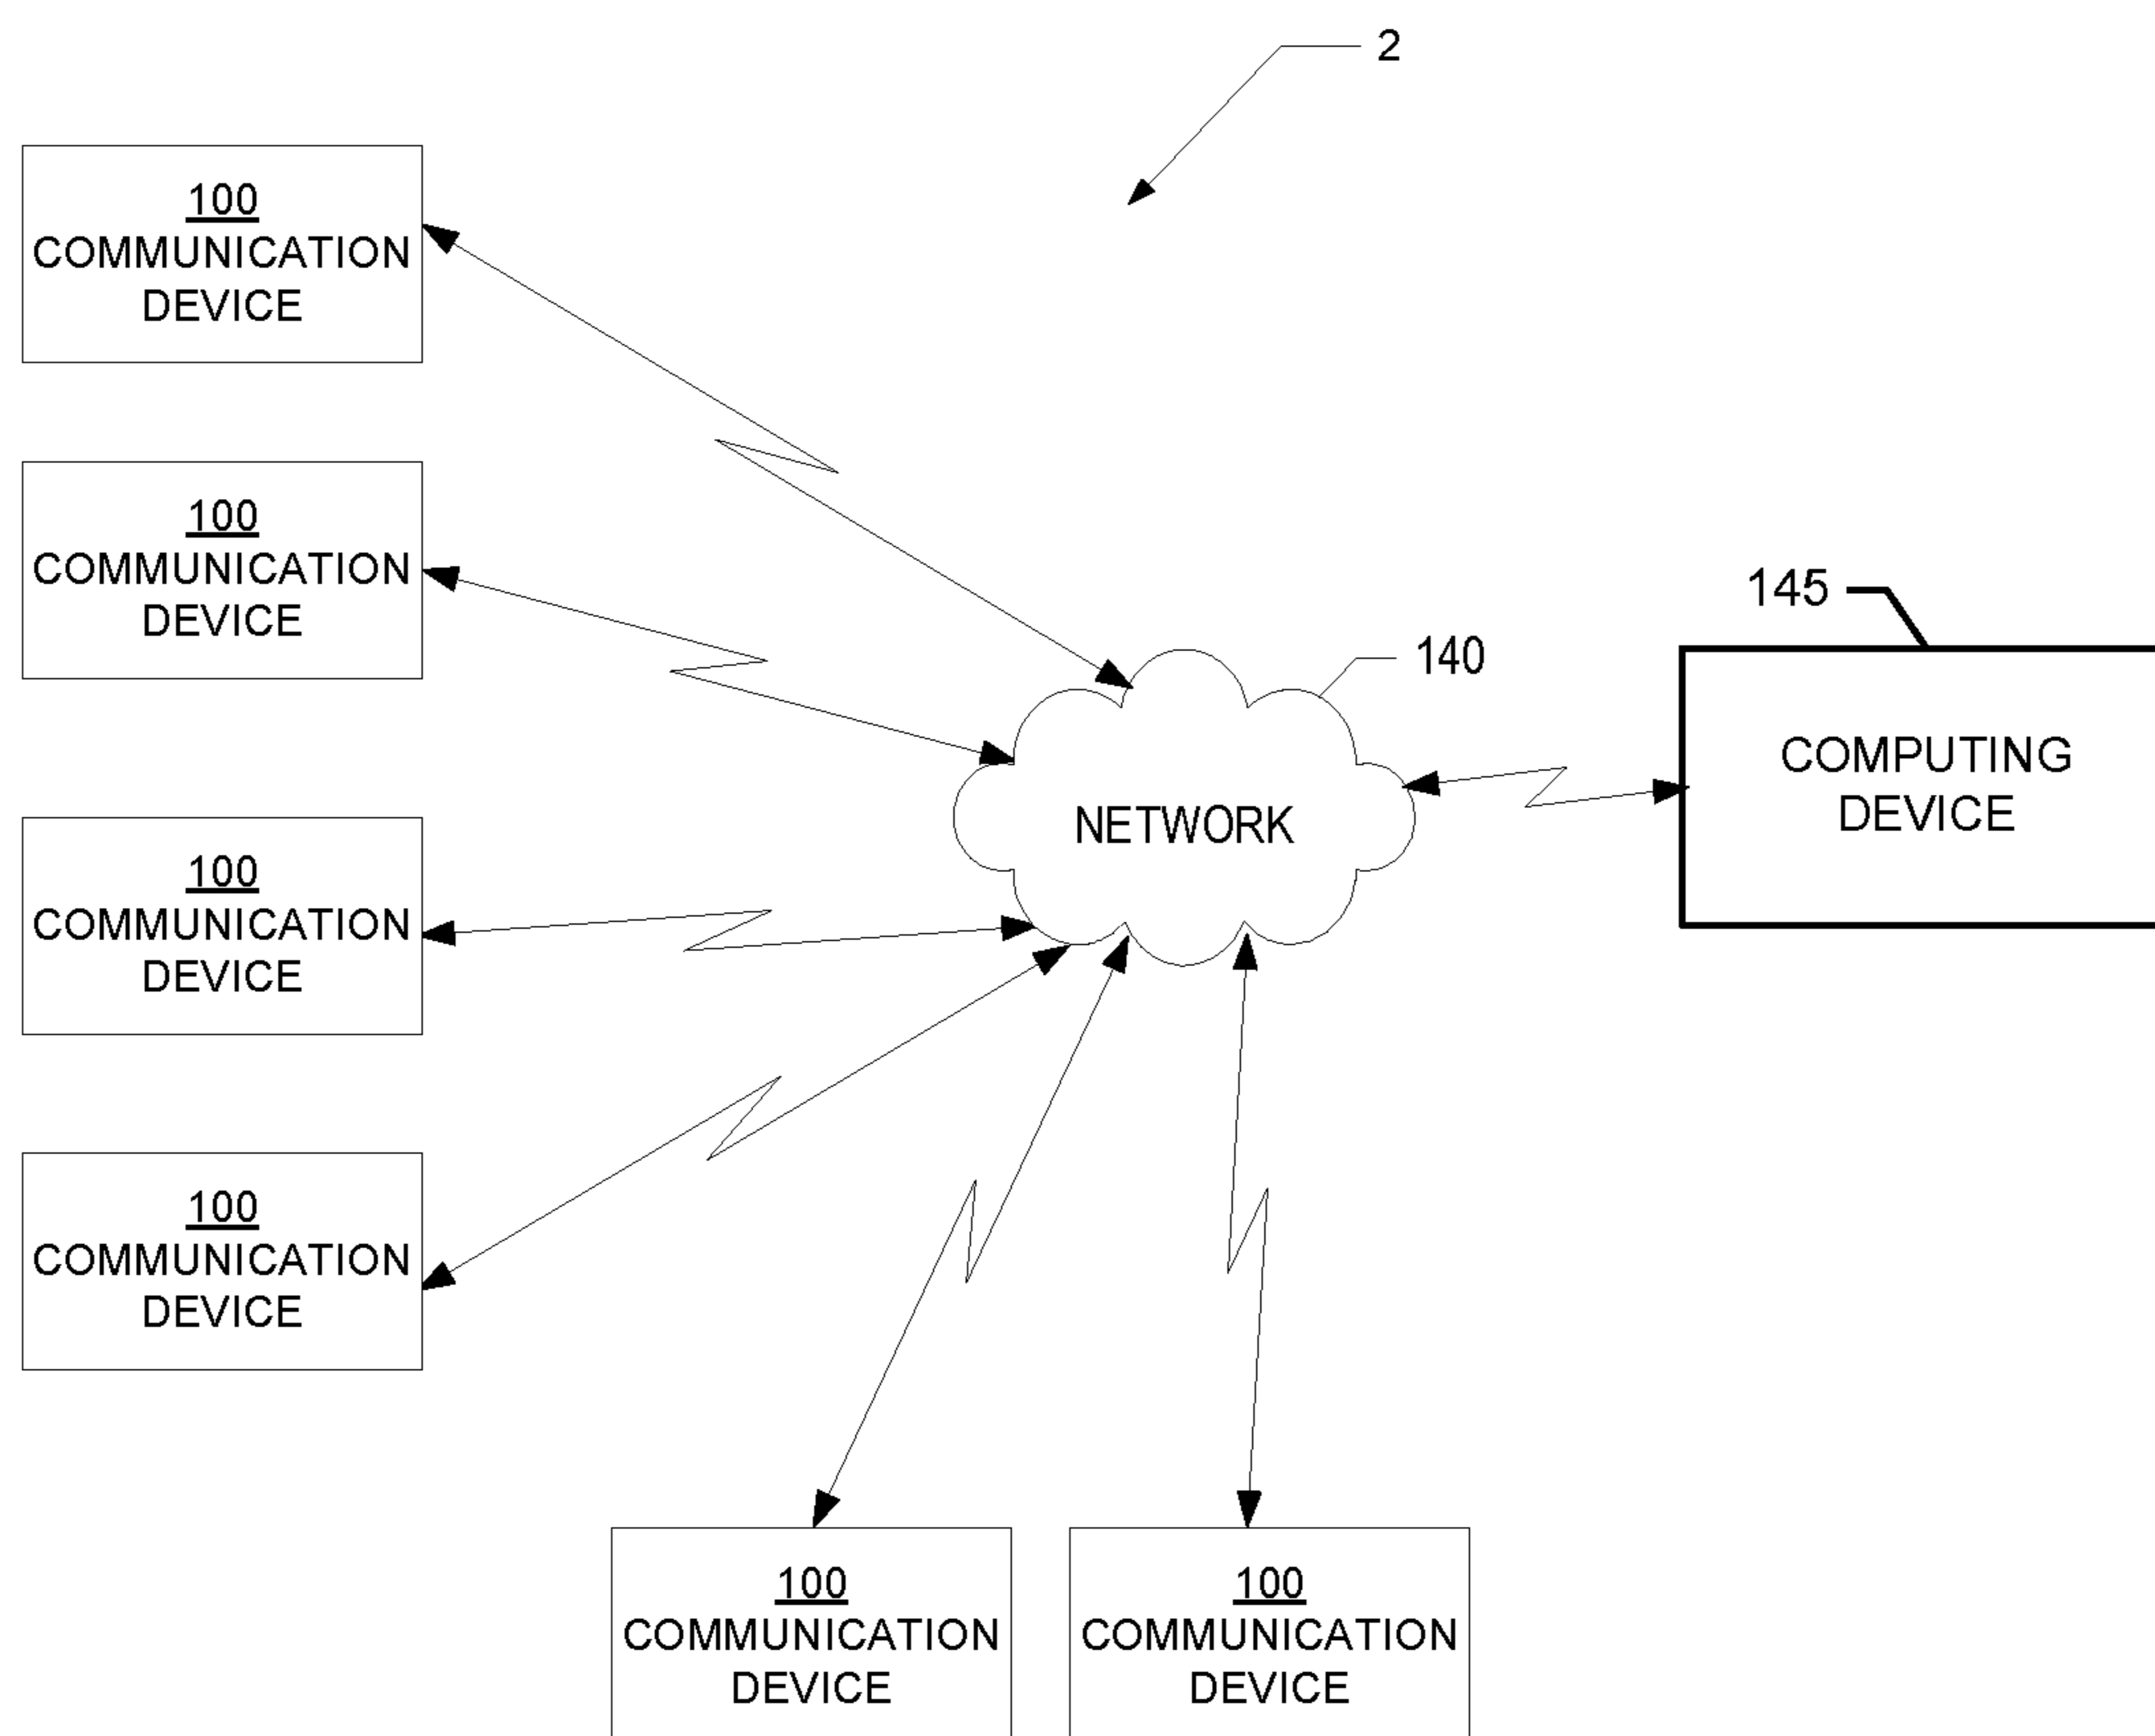 2
100
COMMUNICATION
DEVICE
100
COMMUNICATION
DEVICE
145
140
COMPUTING
DEVICE
NETWORK
100
COMMUNICATION
DEVICE
100
COMMUNICATION
DEVICE
100
COMMUNICATION
DEVICE
100
COMMUNICATION
DEVICE